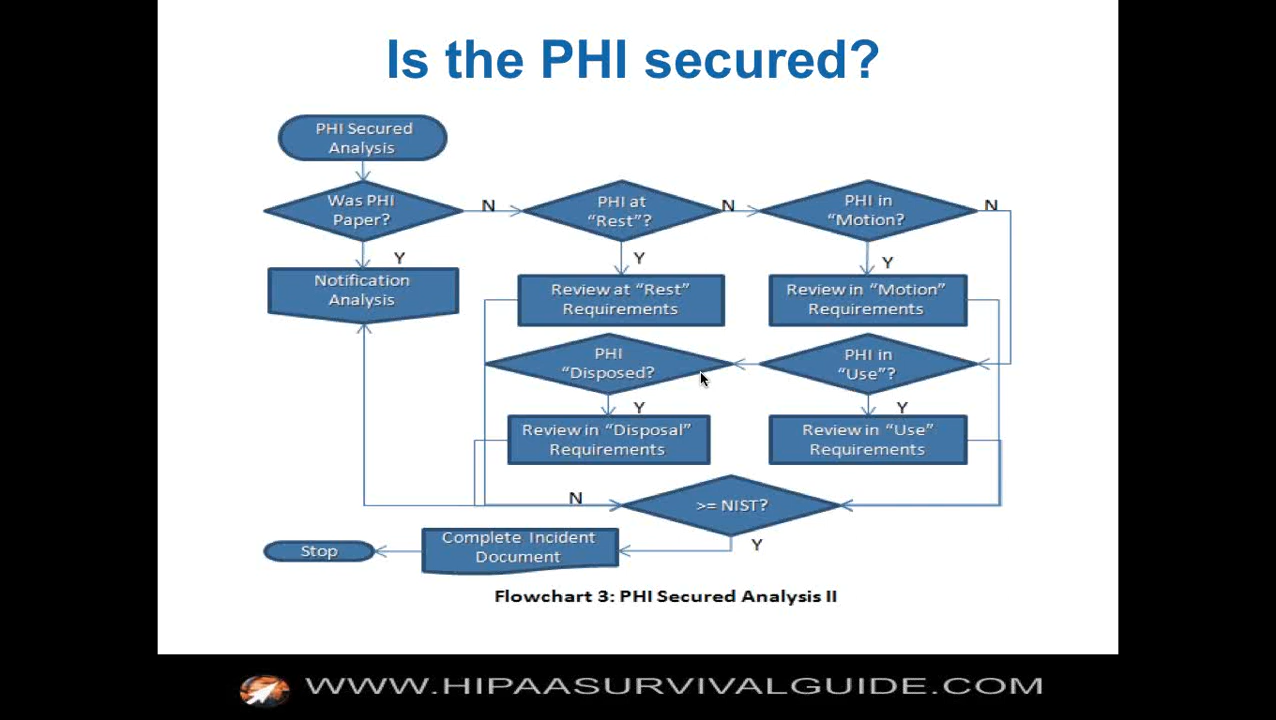 Is the PHI secured?
PHI Secured
Analysis
Was PHI
Paper?
N
PHI at
“Rest”?
N
PHI in
“Motion?
N
Y
Y
Y
Notification
Analysis
Review at “Rest”
Requirements
Review in “Motion”
Requirements
PHI
“Disposed?
PHI in
“Use”?
Y
Y
Review in “Disposal”
Requirements
Review in “Use”
Requirements
N
>= NIST?
Y
Complete Incident
Document
Stop
Flowchart 3: PHI Secured Analysis II
WWW.HIPAASURVIVALGUIDE.COM